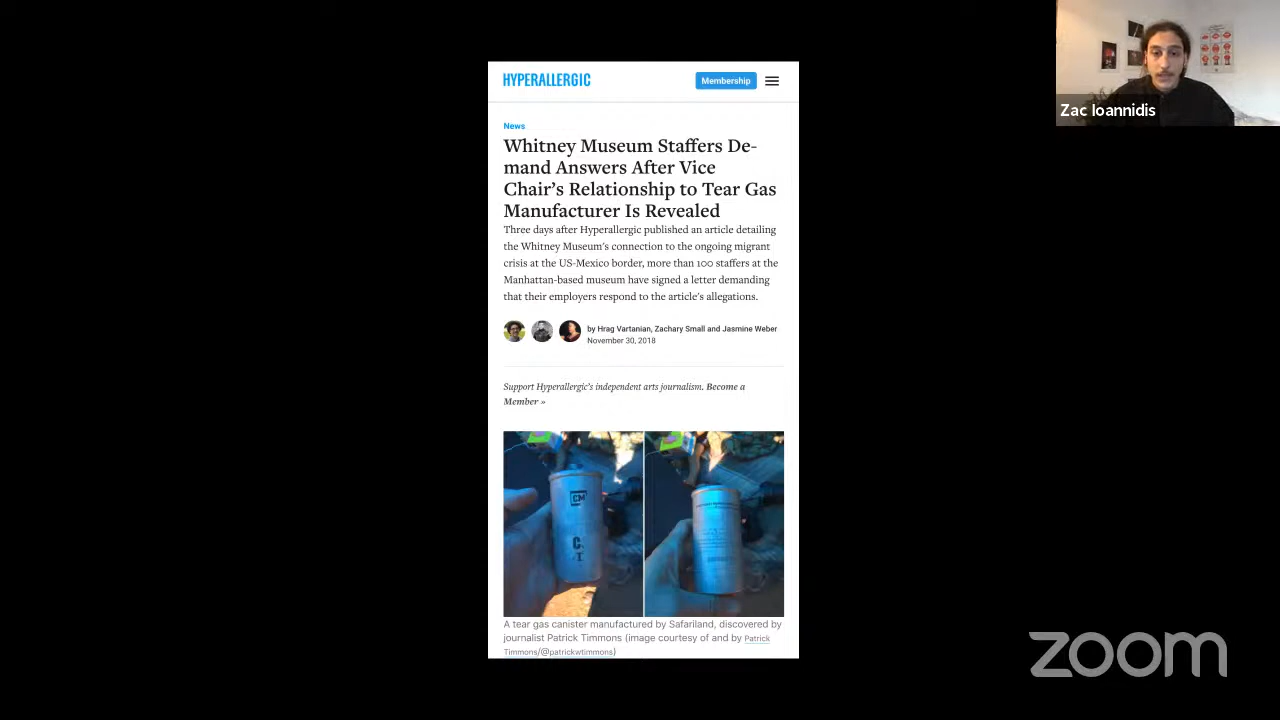 HYPERALLERGIC
Membership
News
Whitney Museum Staffers De-
mand Answers After Vice
Chair's Relationship to Tear Gas
Manufacturer Is Revealed
Three days after Hyperallergic published an article detailing
the Whitney Museum's connection to the ongoing migrant
crisis at the US-Mexico border, more than 100 staffers at the
Manhattan-based museum have signed a letter demanding
that their employers respond to the article's allegations.
by Hrag Vartanian, Zachary Small and Jasmine Weber
November 30, 2018
Support Hyperallergic's independent arts journalism. Become a
Member »
CM
A tear gas canister manufactured by Safariland, discovered by
journalist Patrick Timmons (image courtesy of and by Patrick
Timmons/@patrickwtimmons)
Zac Ioannidis
zoom